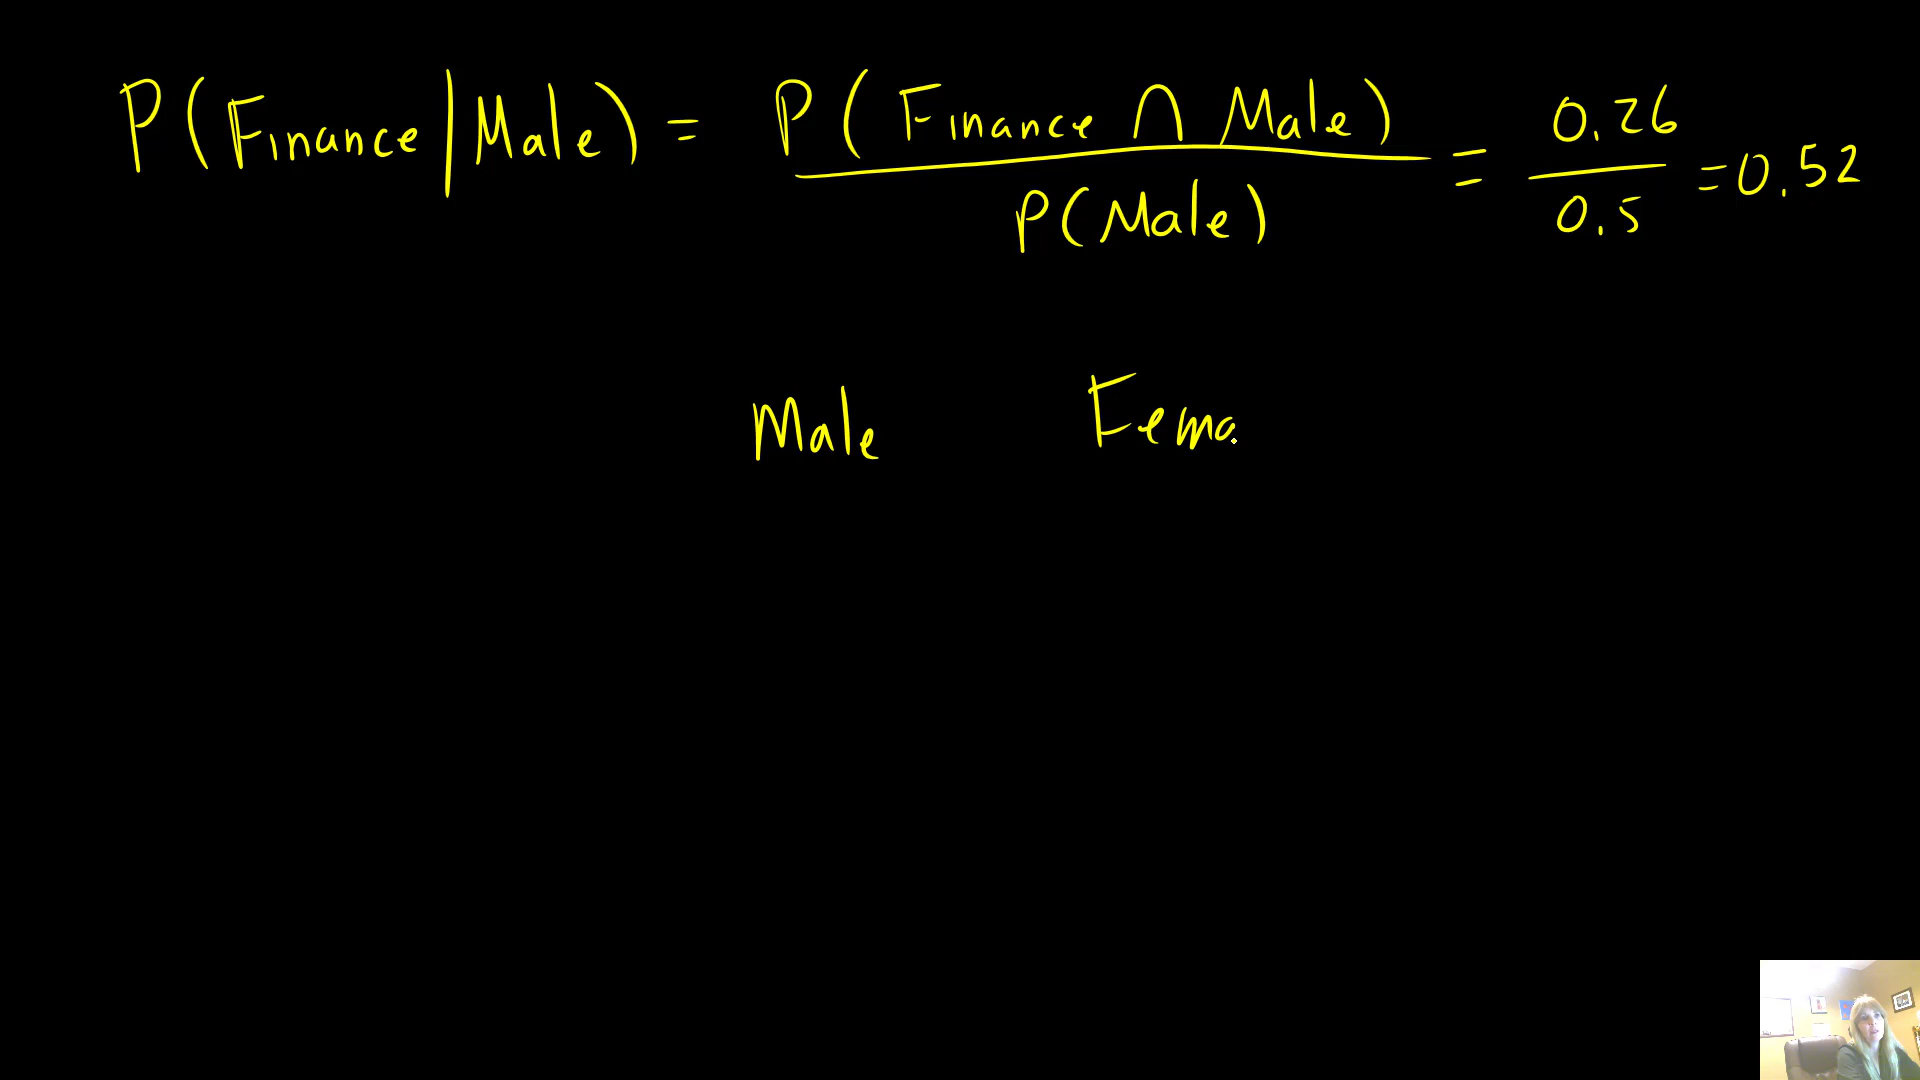 P(Finance|Male) = P(Finance ∩ Male) / P(Male) = 0.26 / 0.5 = 0.52
Male Fema